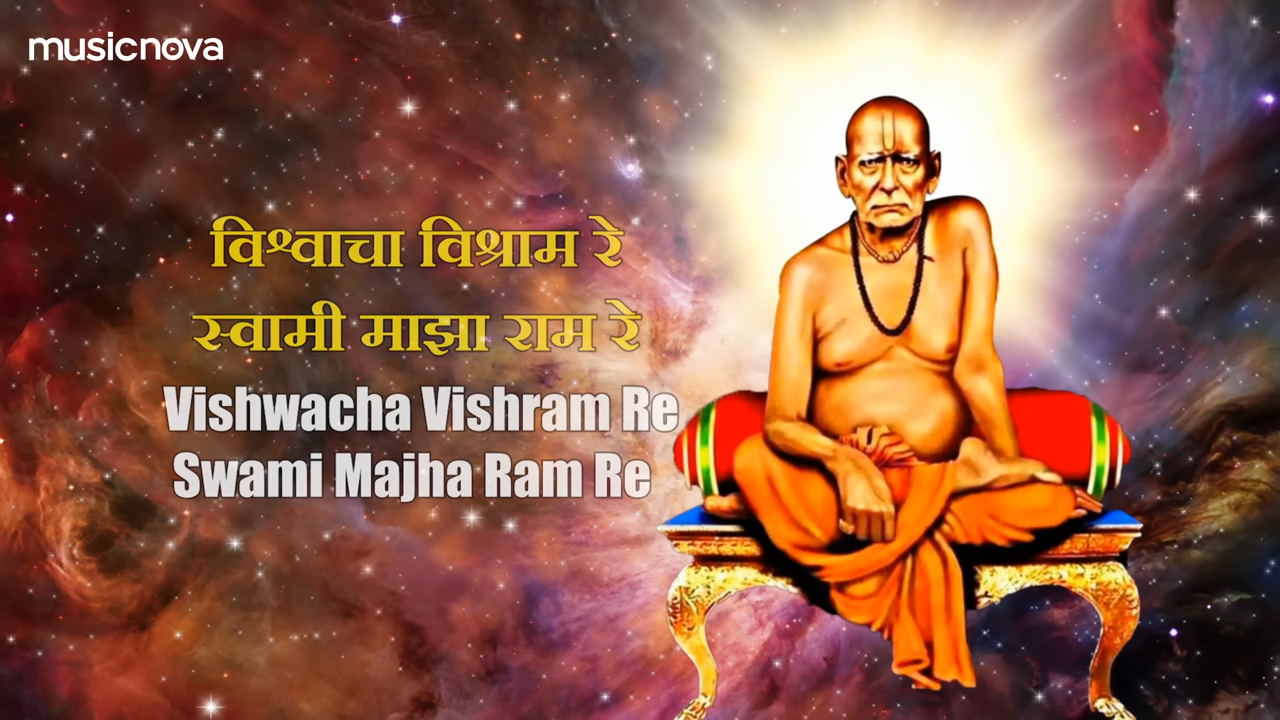 musicnova
विश्वाचा विश्राम रे
स्वामी माझा राम रे
Vishwacha Vishram Re
Swami Majha Ram Re